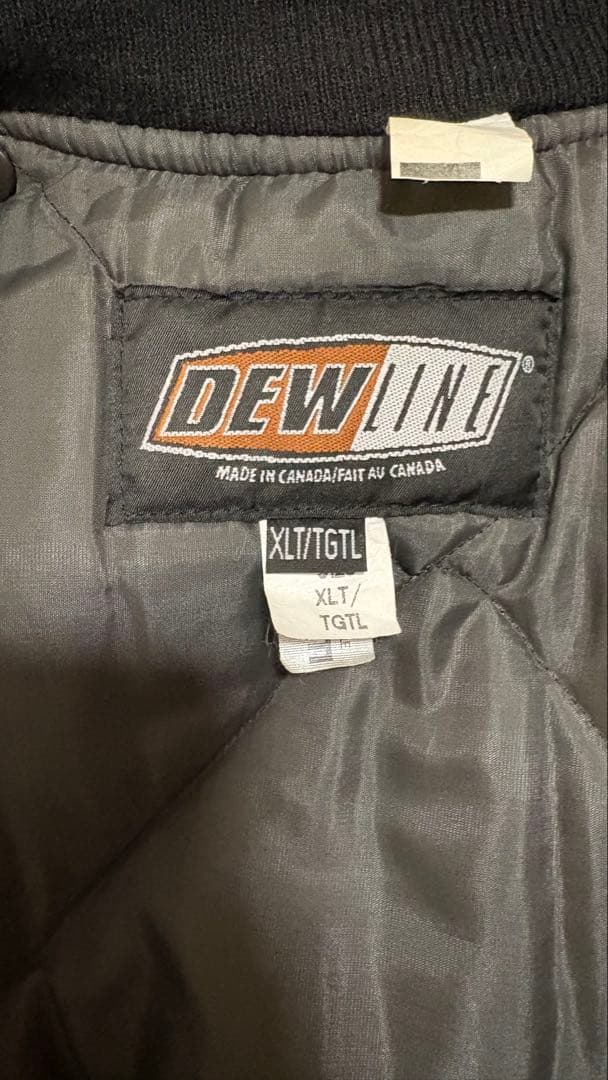 DEWLINE®
MADE IN CANADA/FAIT AU CANADA
XLT/TGTL
XLT/
TGTL